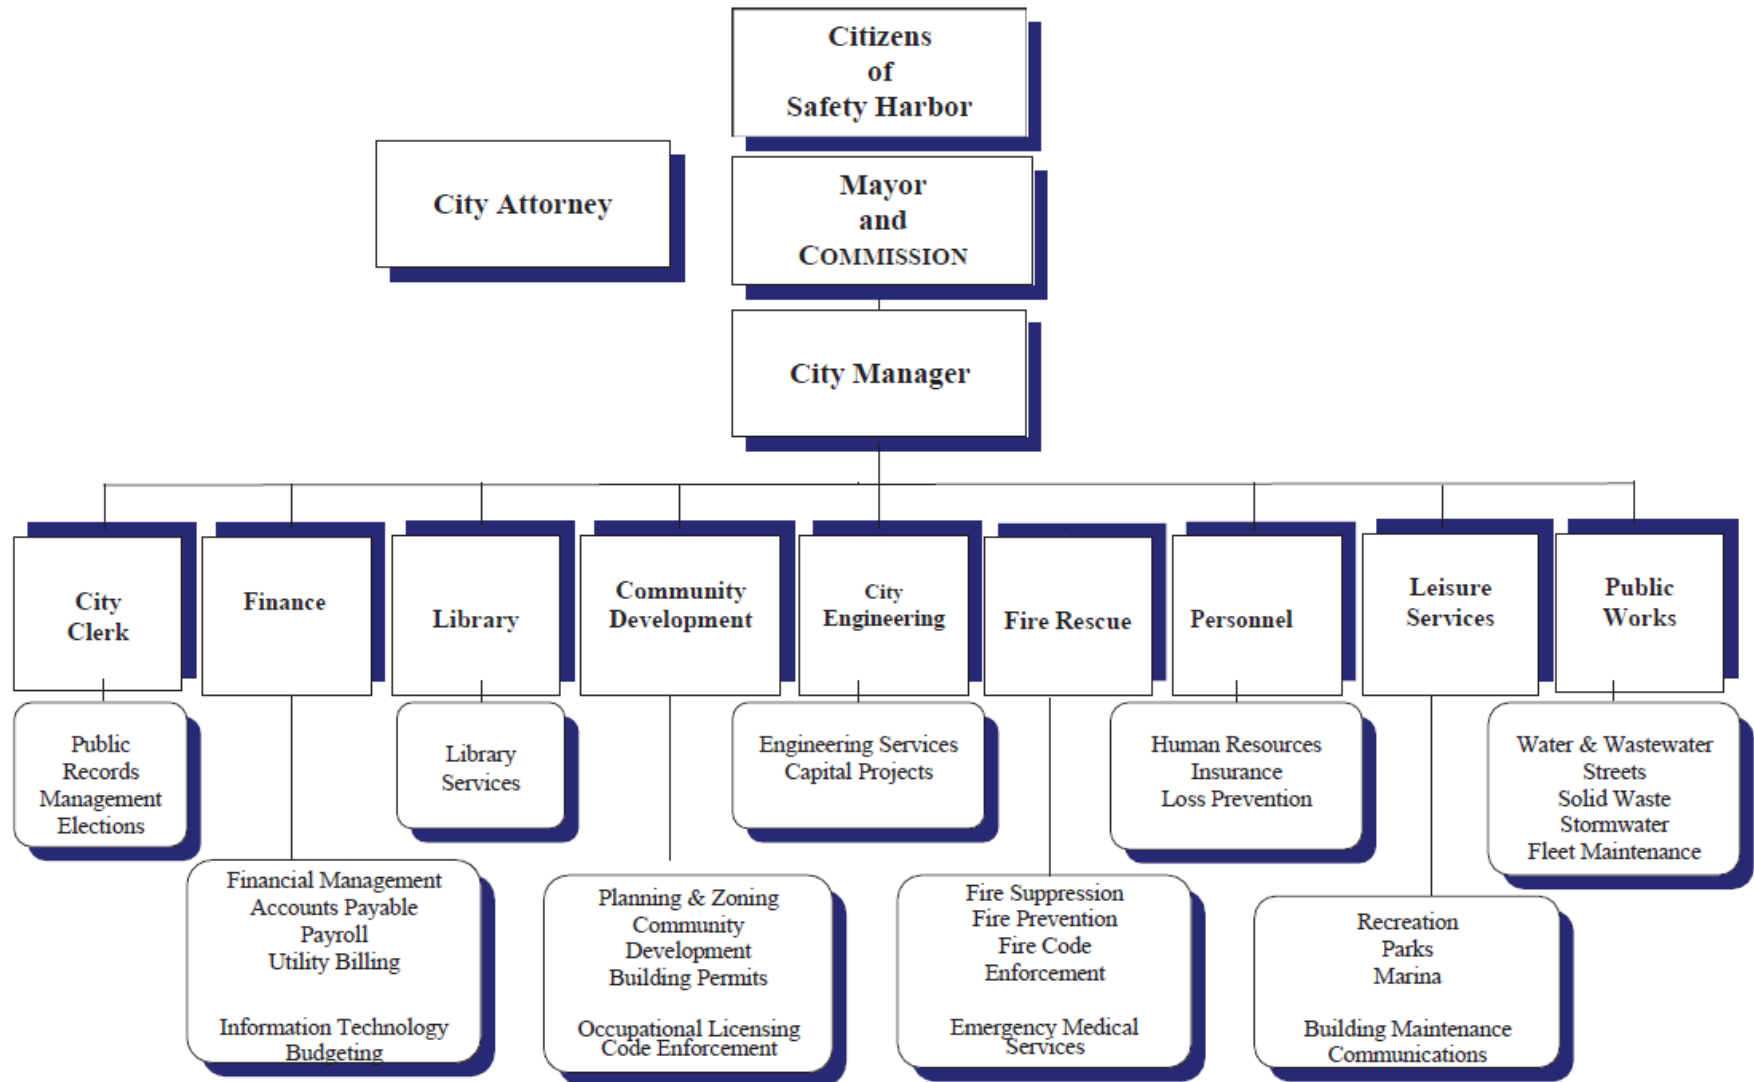 Citizens
of
Safety Harbor
City Attorney
Mayor
and
COMMISSION
City Manager
City
Clerk
Finance
Library
Community
Development
City
Engineering
Fire Rescue
Personnel
Leisure
Services
Public
Works
Public
Records
Management
Elections
Library
Services
Engineering Services
Capital Projects
Human Resources
Insurance
Loss Prevention
Water & Wastewater
Streets
Solid Waste
Stormwater
Fleet Maintenance
Financial Management
Accounts Payable
Payroll
Utility Billing
Information Technology
Budgeting
Planning & Zoning
Community
Development
Building Permits
Occupational Licensing
Code Enforcement
Fire Suppression
Fire Prevention
Fire Code
Enforcement
Emergency Medical
Services
Recreation
Parks
Marina
Building Maintenance
Communications